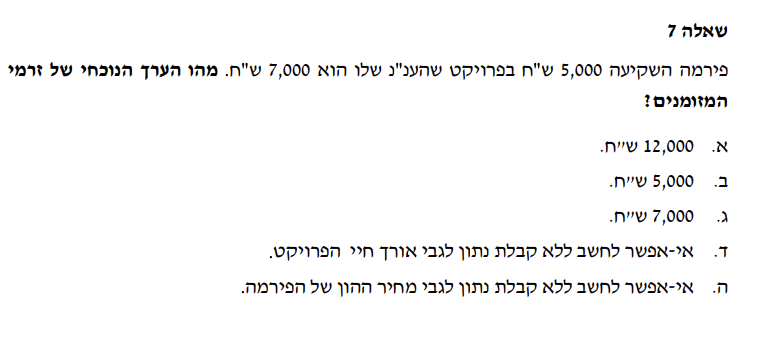 שאלה 7
פירמה השקיעה 5,000 ש"ח בפרויקט שהענ"נ שלו הוא 7,000 ש"ח. מהו הערך הנוכחי של זרמי
המזומנים?
א. 12,000 ש״ח.
ב. 5,000 ש״ח.
ג. 7,000 ש״ח.
ד. אי-אפשר לחשב ללא קבלת נתון לגבי אורך חיי הפרויקט.
ה. אי-אפשר לחשב ללא קבלת נתון לגבי מחיר ההון של הפירמה.